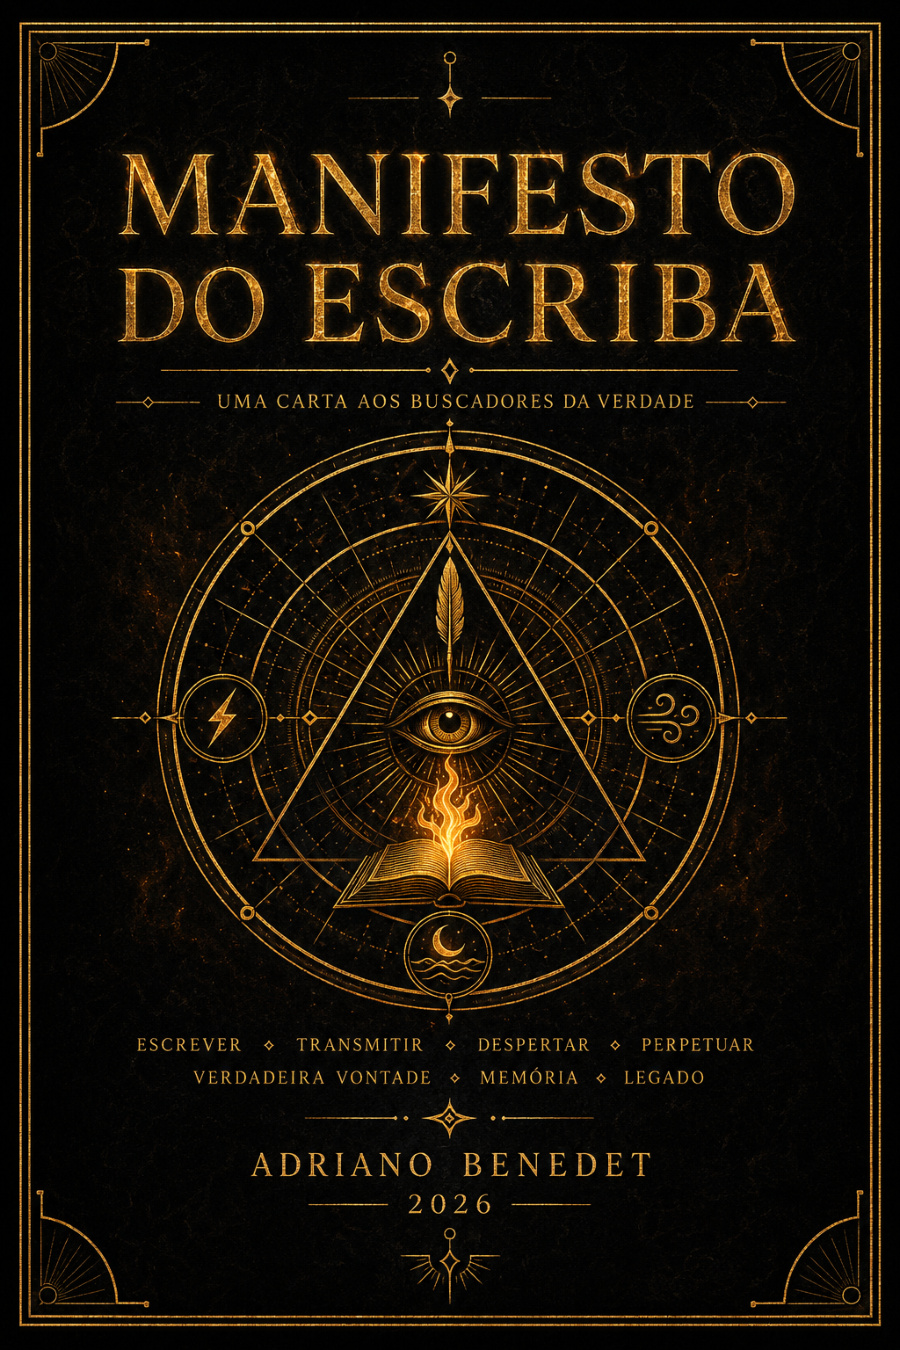 MANIFESTO
DO ESCRIBA
UMA CARTA AOS BUSCADORES DA VERDADE
ESCREVER ⟡ TRANSMITIR ⟡ DESPERTAR ⟡ PERPETUAR
VERDADEIRA VONTADE ⟡ MEMÓRIA ⟡ LEGADO
ADRIANO BENEDET
2026